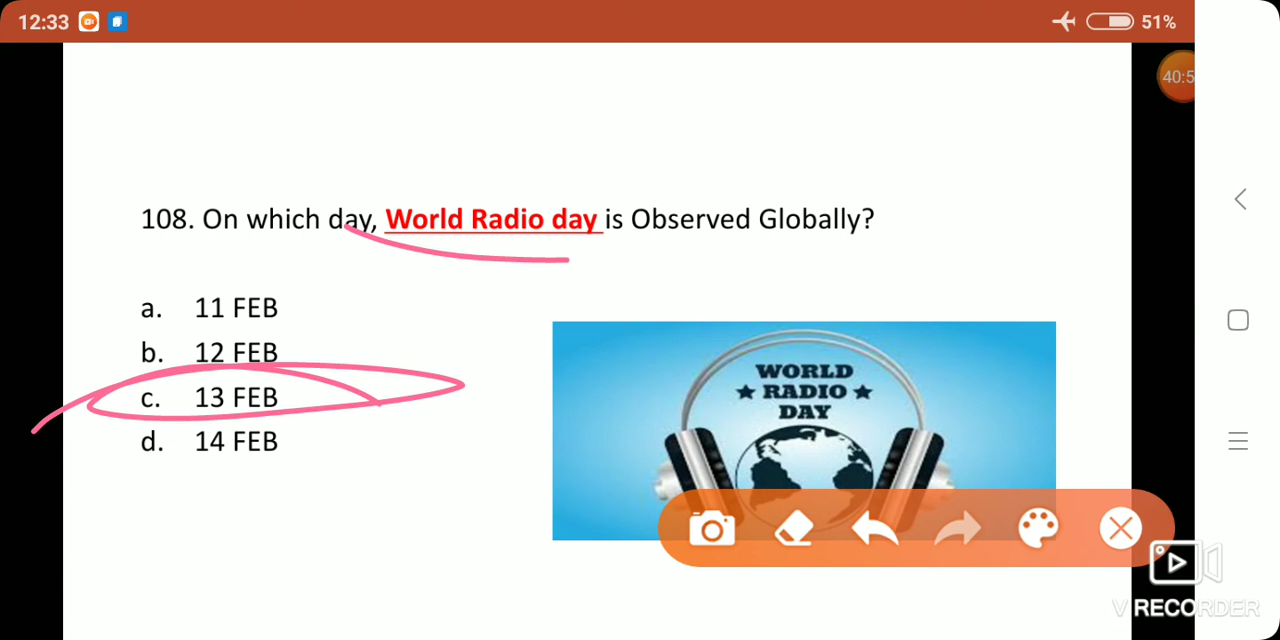 12:33
51%
40:5
108. On which day, World Radio day is Observed Globally?
a. 11 FEB
b. 12 FEB
c. 13 FEB
d. 14 FEB
WORLD
RADIO
DAY
V RECORDER